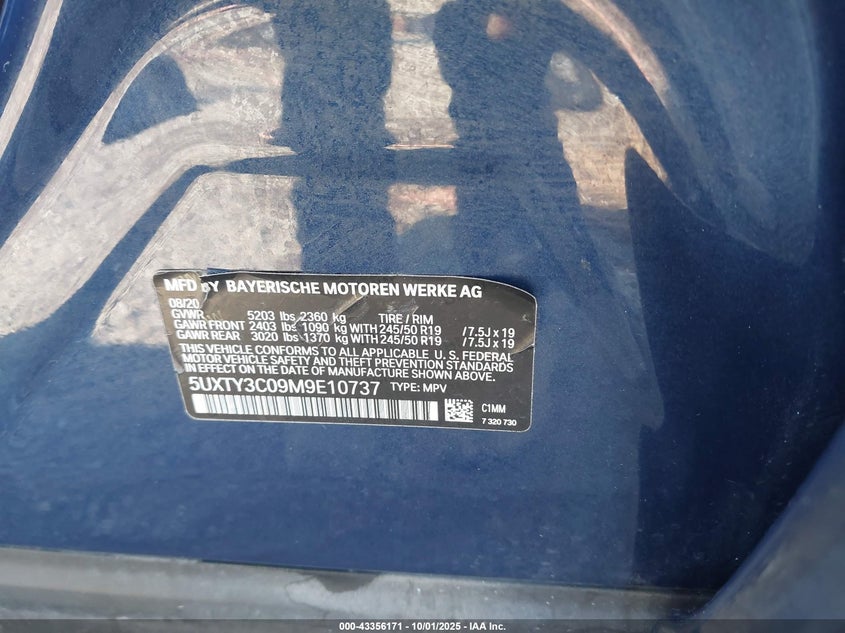 MFD BY BAYERISCHE MOTOREN WERKE AG
08/20
GVWR 5203 lbs 2360 kg TIRE / RIM
GAWR FRONT 2403 lbs 1090 kg WITH 245/50 R19 / 7.5J x 19
GAWR REAR 3020 lbs 1370 kg WITH 245/50 R19 / 7.5J x 19
THIS VEHICLE CONFORMS TO ALL APPLICABLE U. S. FEDERAL
MOTOR VEHICLE SAFETY AND THEFT PREVENTION STANDARDS
IN EFFECT ON THE DATE OF MANUFACTURE SHOWN ABOVE.
5UXTY3C09M9E10737 TYPE: MPV
C1MM
7 320 730
000-43356171 - 10/01/2025 - IAA Inc.